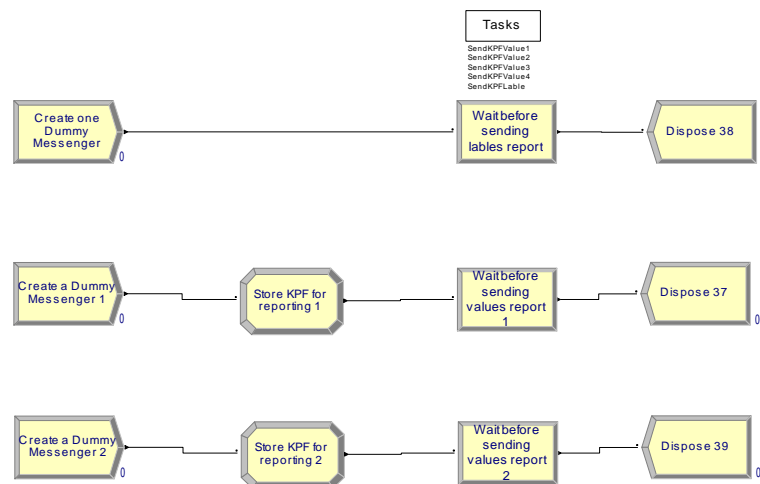 Tasks
SendKPFValue1
SendKPFValue2
SendKPFValue3
SendKPFValue4
SendKPFLable
Create one
Dummy
Messenger
0
Wait before
sending
lables report
Dispose 38
Create a Dummy
Messenger 1
0
Store KPF for
reporting 1
Wait before
sending
values report
1
Dispose 37
0
Create a Dummy
Messenger 2
0
Store KPF for
reporting 2
Wait before
sending
values report
2
Dispose 39
0